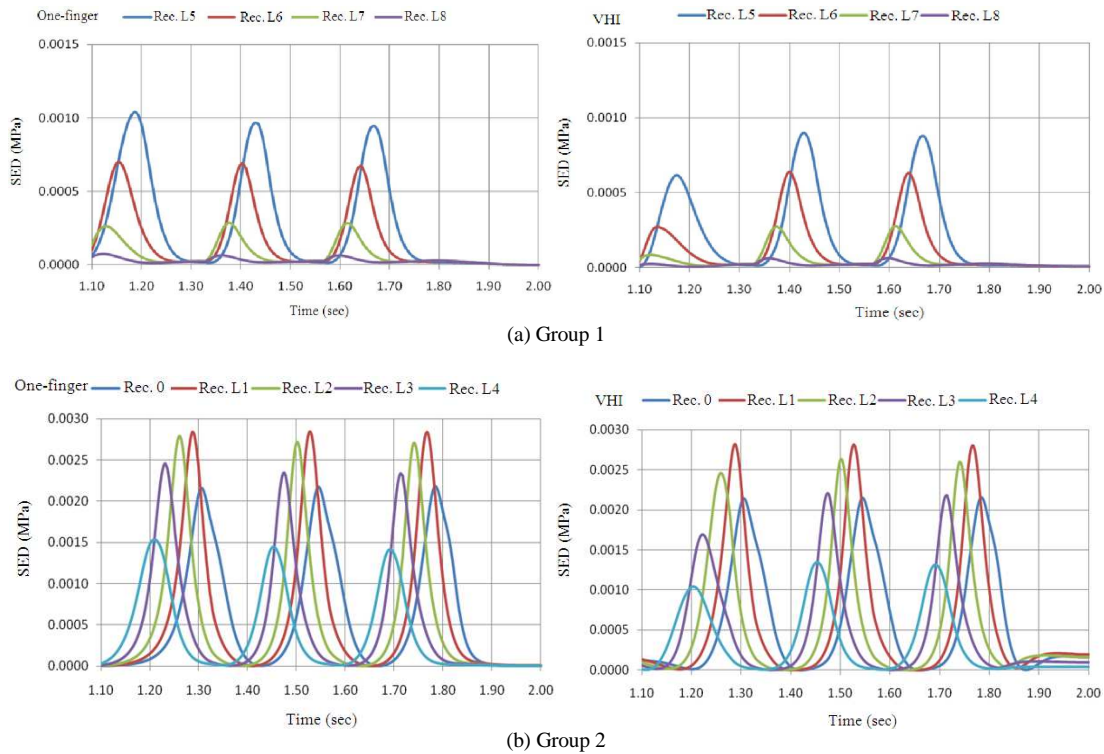 One-finger Rec. L5 Rec. L6 Rec. L7 Rec. L8
0.0015
0.0010
0.0005
0.0000
SED (MPa)
1.10 1.20 1.30 1.40 1.50 1.60 1.70 1.80 1.90 2.00
Time (sec)
VHI Rec. L5 Rec. L6 Rec. L7 Rec. L8
0.0015
0.0010
0.0005
0.0000
SED (MPa)
1.10 1.20 1.30 1.40 1.50 1.60 1.70 1.80 1.90 2.00
Time (sec)
(a) Group 1
One-finger Rec. 0 Rec. L1 Rec. L2 Rec. L3 Rec. L4
0.0030
0.0025
0.0020
0.0015
0.0010
0.0005
0.0000
SED (MPa)
1.10 1.20 1.30 1.40 1.50 1.60 1.70 1.80 1.90 2.00
Time (sec)
VHI Rec. 0 Rec. L1 Rec. L2 Rec. L3 Rec. L4
0.0030
0.0025
0.0020
0.0015
0.0010
0.0005
0.0000
SED (MPa)
1.10 1.20 1.30 1.40 1.50 1.60 1.70 1.80 1.90 2.00
Time (sec)
(b) Group 2